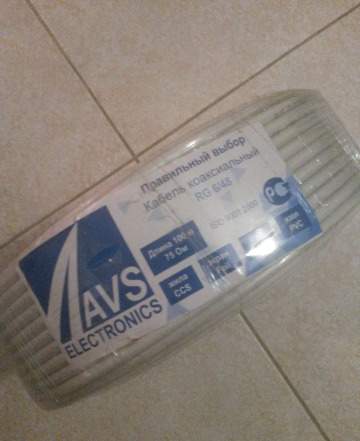 Правильный выбор
Кабель коаксиальный
RG 6/48
ISO 9001 2000
Длина 100 м
75 Ом
жила
CCS
экран
PVC
AVS
ELECTRONICS